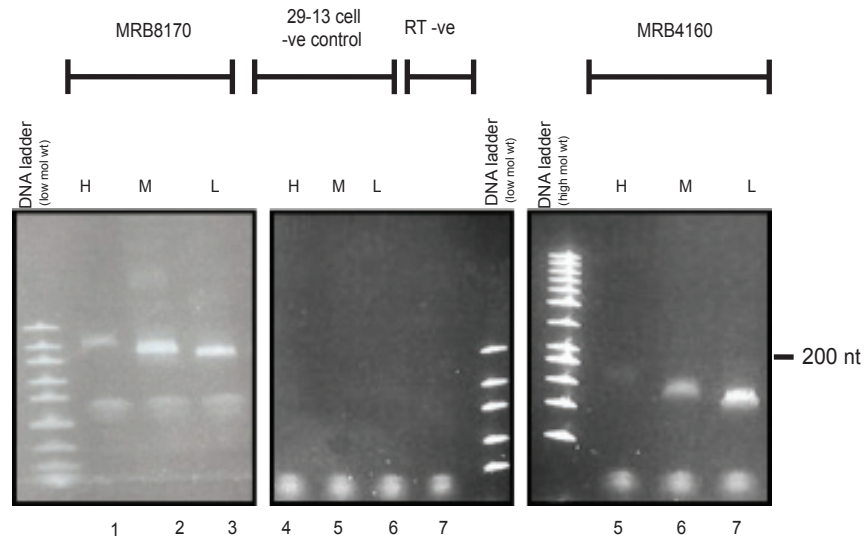 MRB8170
29-13 cell
-ve control
RT -ve
MRB4160
DNA ladder
(low mol wt)
H M L
H M L
DNA ladder
(low mol wt)
DNA ladder
(high mol wt)
H M L
200 nt
1 2 3
4 5 6 7
5 6 7